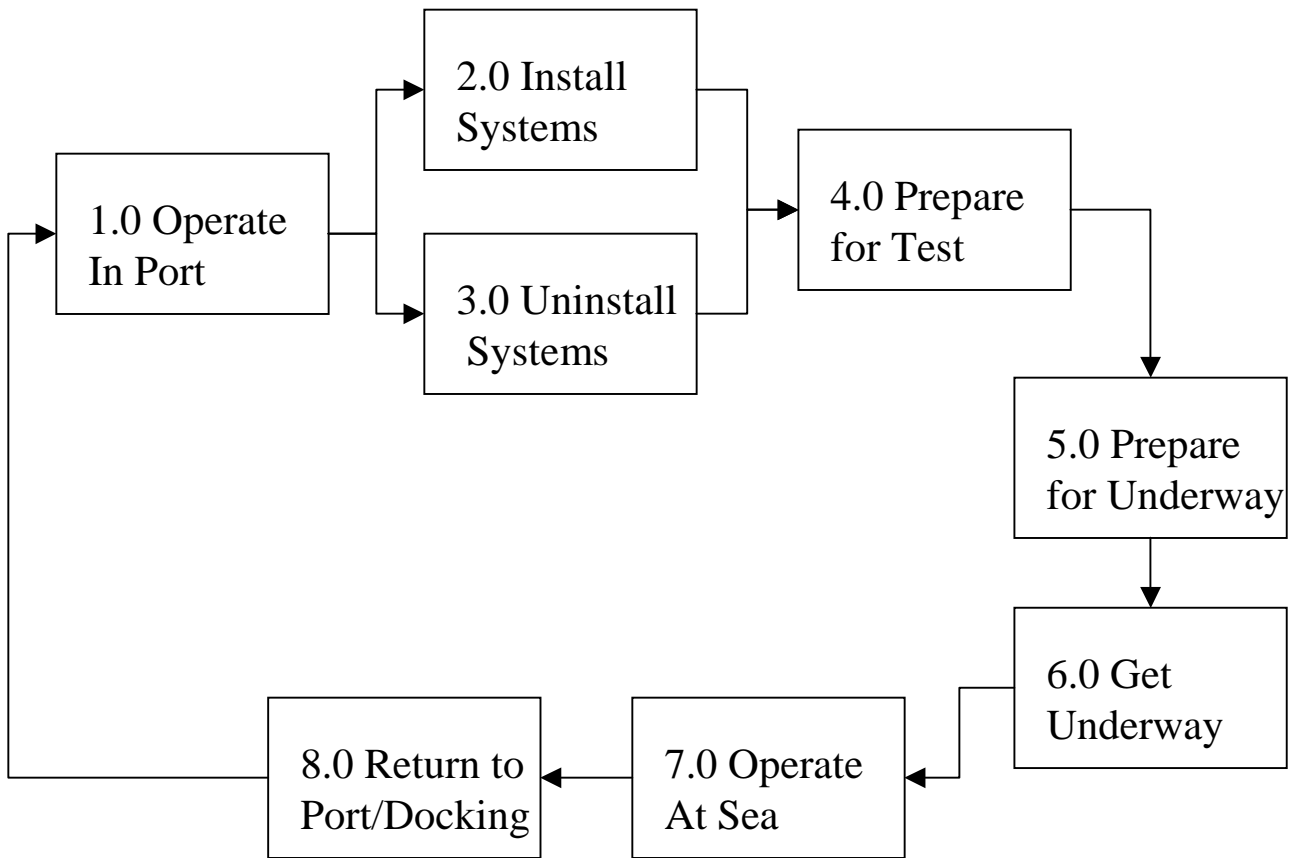 1.0 Operate
In Port
2.0 Install
Systems
3.0 Uninstall
Systems
4.0 Prepare
for Test
5.0 Prepare
for Underway
6.0 Get
Underway
7.0 Operate
At Sea
8.0 Return to
Port/Docking